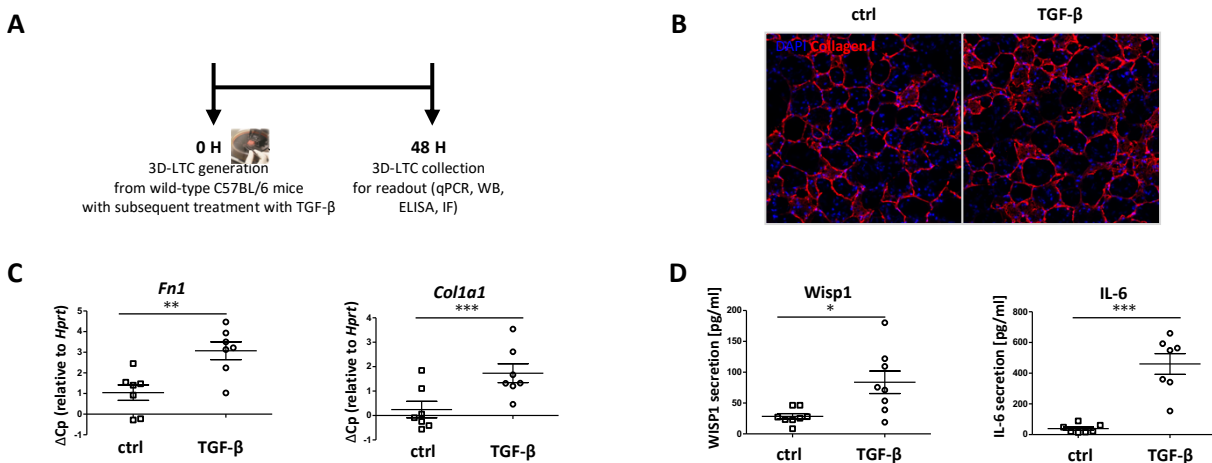 A
0 H
3D-LTC generation
from wild-type C57BL/6 mice
with subsequent treatment with TGF-β
48 H
3D-LTC collection
for readout (qPCR, WB,
ELISA, IF)
B
ctrl
TGF-β
DAPI Collagen I
C
Fn1
**
ΔCp (relative to Hprt)
5
4
3
2
1
0
1
ctrl
TGF-β
Col1a1
***
ΔCp (relative to Hprt)
4
3
2
1
0
1
ctrl
TGF-β
D
Wisp1
*
WISP1 secretion [pg/ml]
200
150
100
50
0
ctrl
TGF-β
IL-6
***
IL-6 secretion [pg/ml]
800
600
400
200
0
ctrl
TGF-β